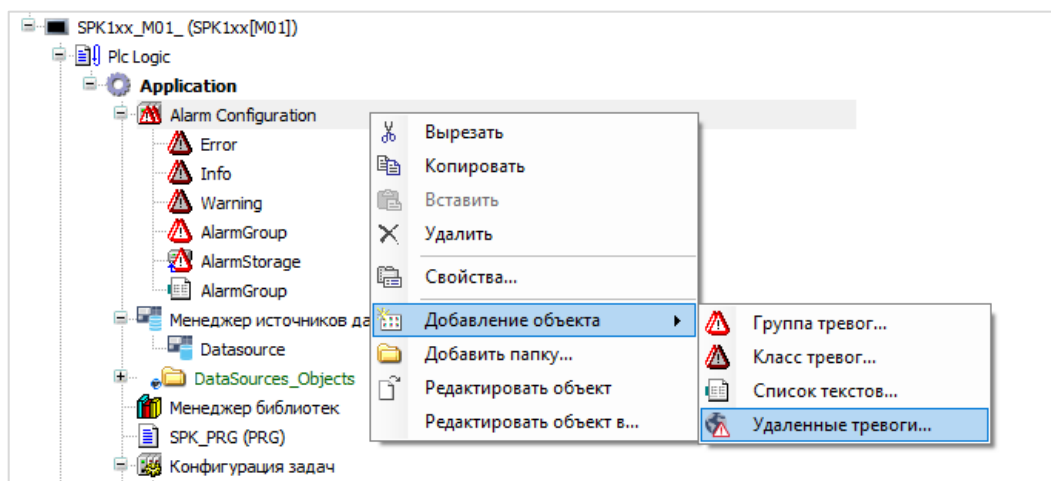 SPK1xx_M01_ (SPK1xx[M01])
Plc Logic
Application
Alarm Configuration
Error
Info
Warning
AlarmGroup
AlarmStorage
AlarmGroup
Менеджер источников да
Datasource
DataSources_Objects
Менеджер библиотек
SPK_PRG (PRG)
Конфигурация задач
Вырезать
Копировать
Вставить
Удалить
Свойства...
Добавление объекта
Добавить папку...
Редактировать объект
Редактировать объект в...
Группа тревог...
Класс тревог...
Список текстов...
Удаленные тревоги...